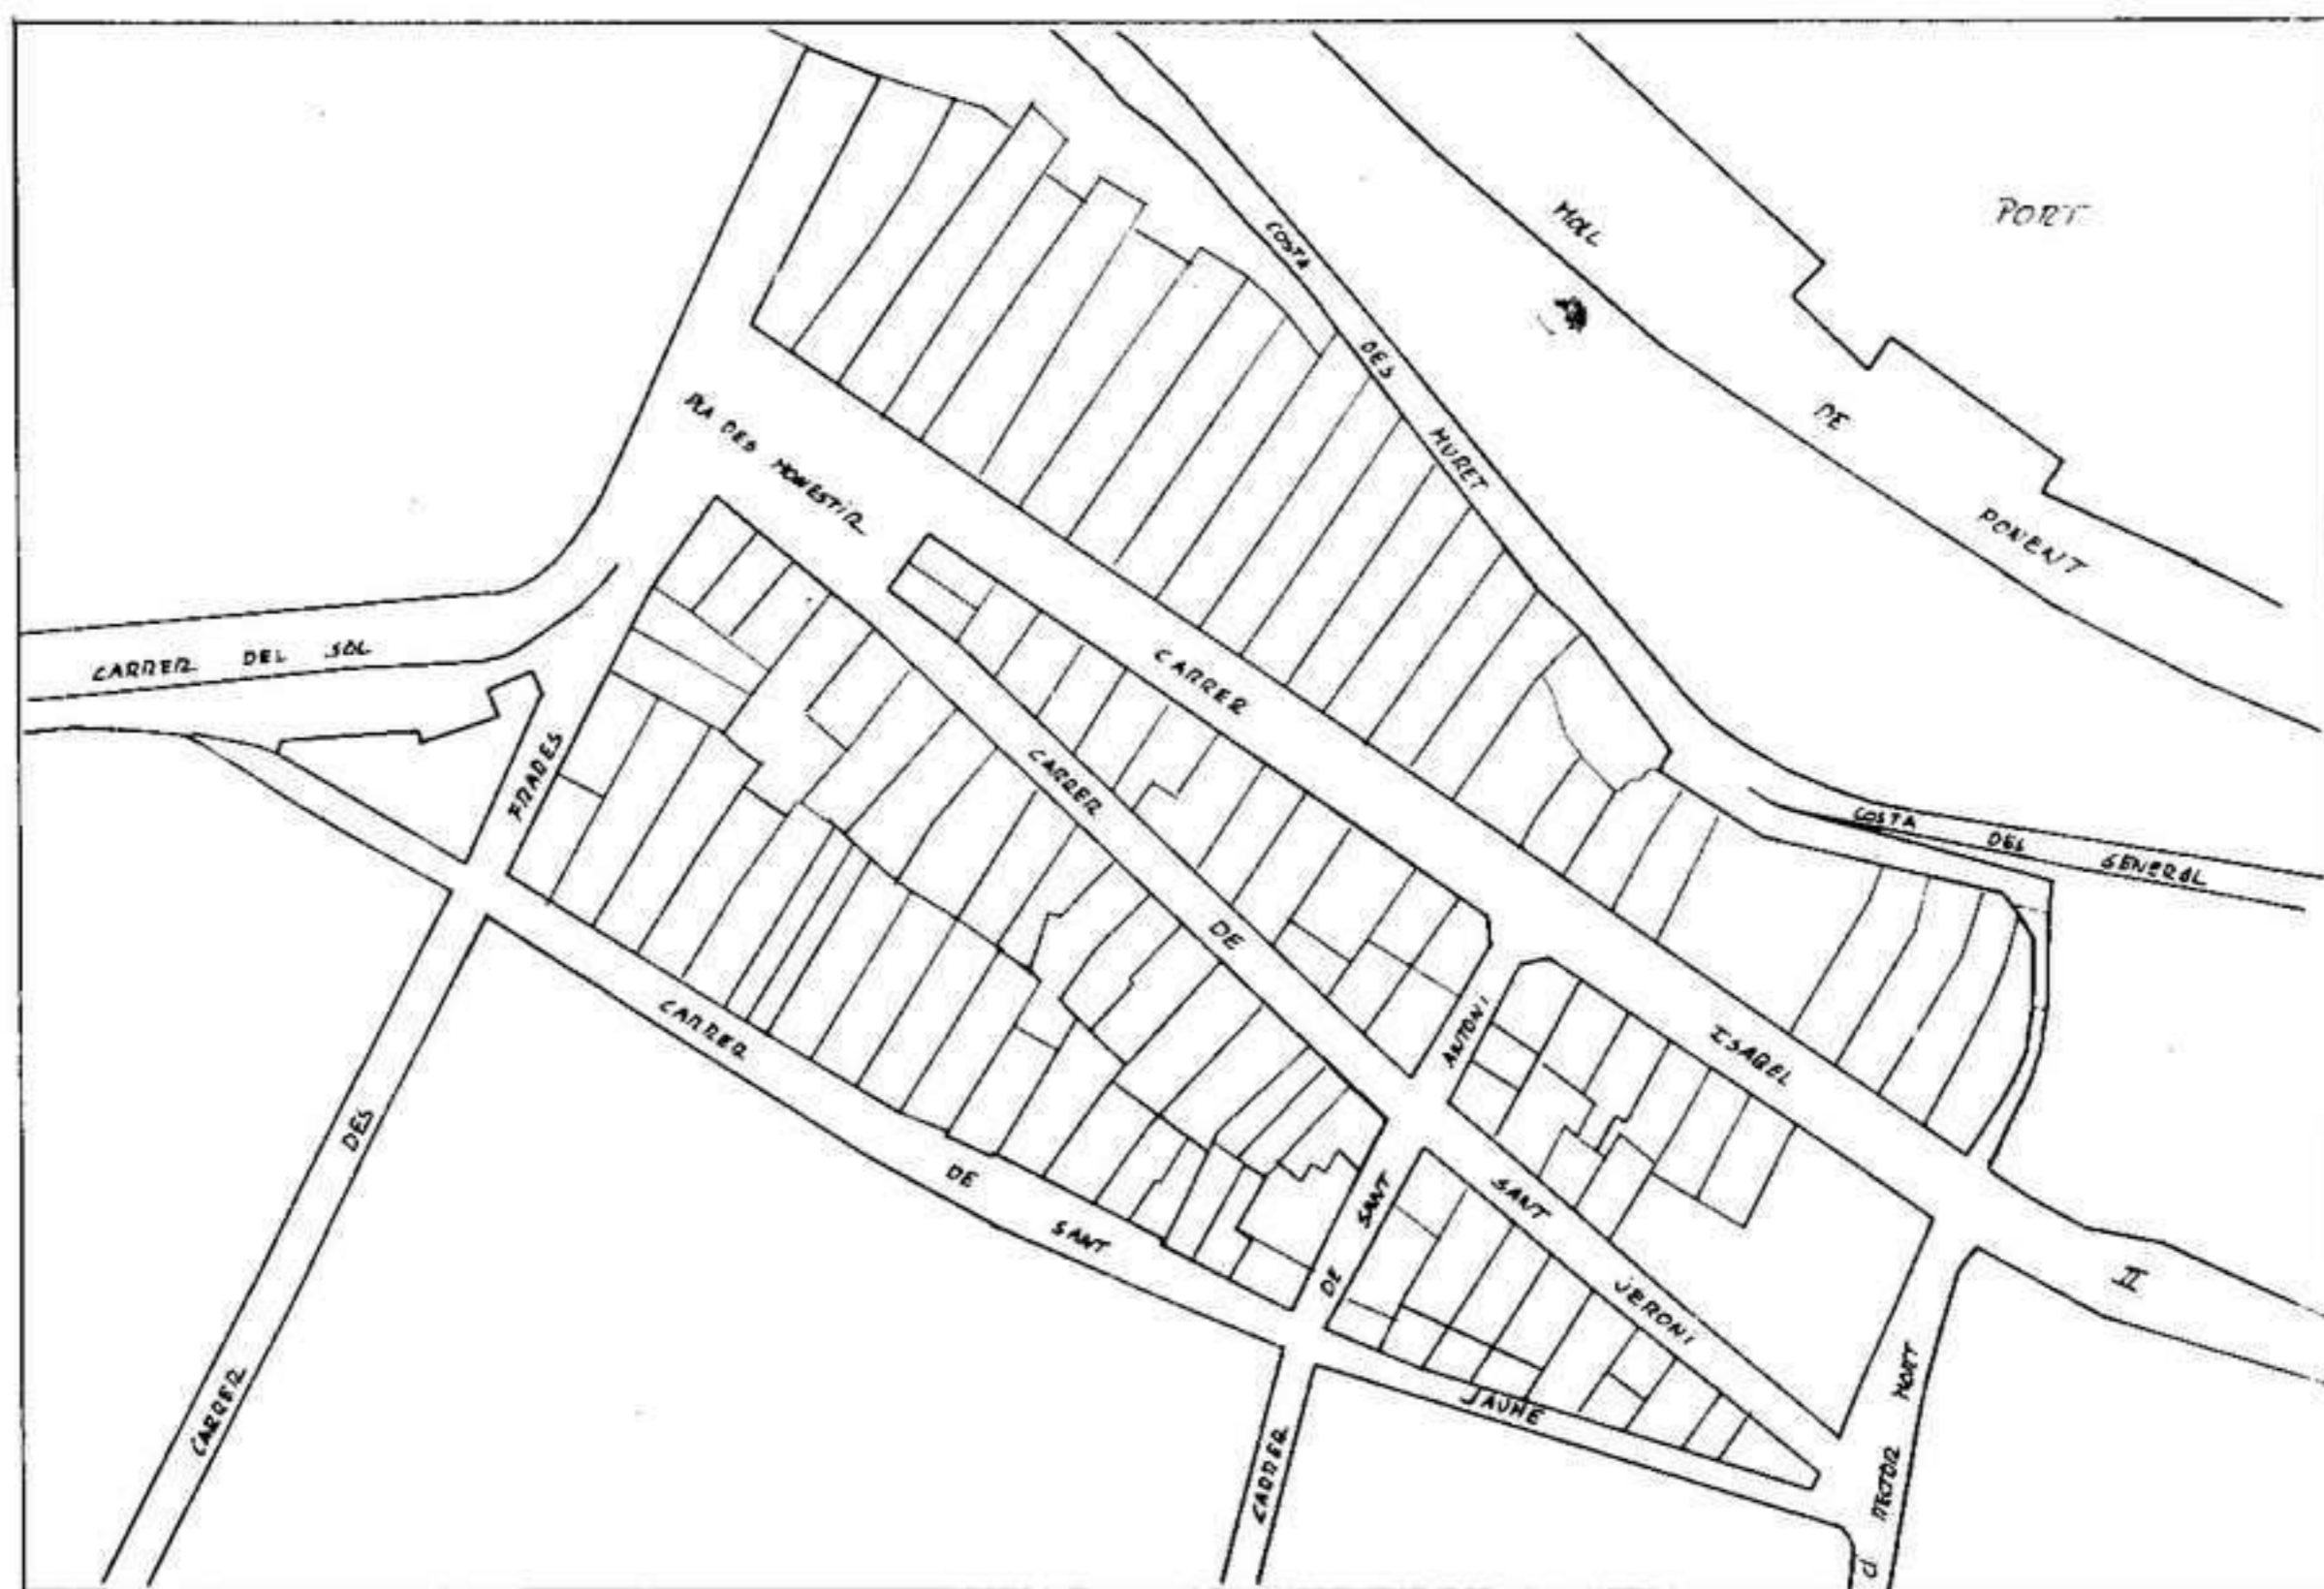 PORT
MOLL DE PONENT
COSTA DES MURET
PLA DES MONESTIR
CARRER DEL SOL
CARRER ISABEL II
CARRER DE SANT JERONI
COSTA DEL GENERAL
CARRER DES FRARES
CARRER DE SANT JAUME
CARRER DE SANT ANTONI
C/ RECTOR MORT